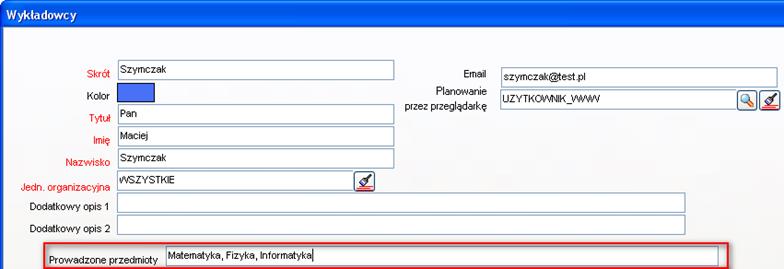 Wykładowcy
Skrót Szymczak
Kolor
Tytuł Pan
Imię Maciej
Nazwisko Szymczak
Jedn. organizacyjna WSZYSTKIE
Dodatkowy opis 1
Dodatkowy opis 2
Prowadzone przedmioty Matematyka, Fizyka, Informatyka
Email szymczak@test.pl
Planowanie
przez przeglądarkę UZYTKOWNIK_WWW